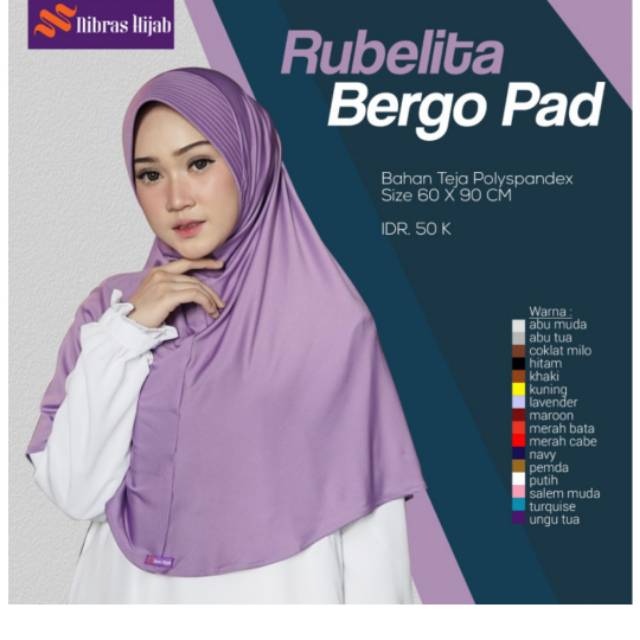 Nibras Hijab
Rubelita
Bergo Pad
Bahan Teja Polyspandex
Size 60 X 90 CM
IDR. 50 K
Warna :
abu muda
abu tua
coklat milo
hitam
khaki
kuning
lavender
maroon
merah bata
merah cabe
navy
pemda
putih
salem muda
turquise
ungu tua